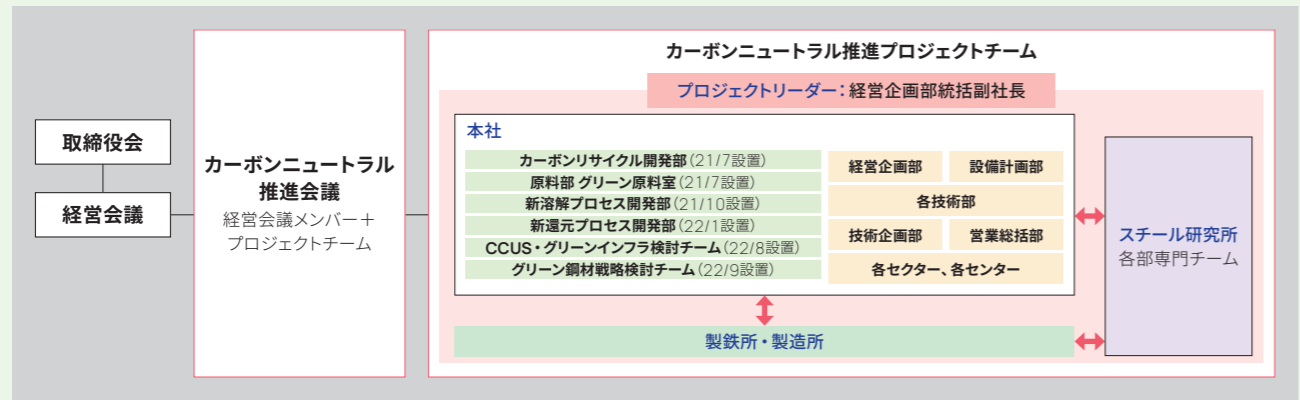 取締役会
経営会議
カーボンニュートラル
推進会議
経営会議メンバー＋
プロジェクトチーム
カーボンニュートラル推進プロジェクトチーム
プロジェクトリーダー：経営企画部統括副社長
本社
カーボンリサイクル開発部（21/7設置）
原料部 グリーン原料室（21/7設置）
新溶解プロセス開発部（21/10設置）
新還元プロセス開発部（22/1設置）
CCUS・グリーンインフラ検討チーム（22/8設置）
グリーン鋼材戦略検討チーム（22/9設置）
経営企画部
設備計画部
各技術部
技術企画部
営業総括部
各セクター、各センター
製鉄所・製造所
スチール研究所
各部専門チーム